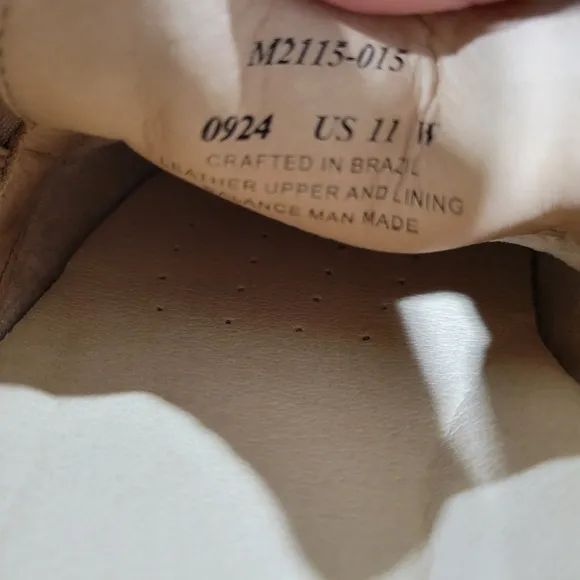 M2115-015
0924 US 11 W
CRAFTED IN BRAZIL
LEATHER UPPER AND LINING
BALANCE MAN MADE